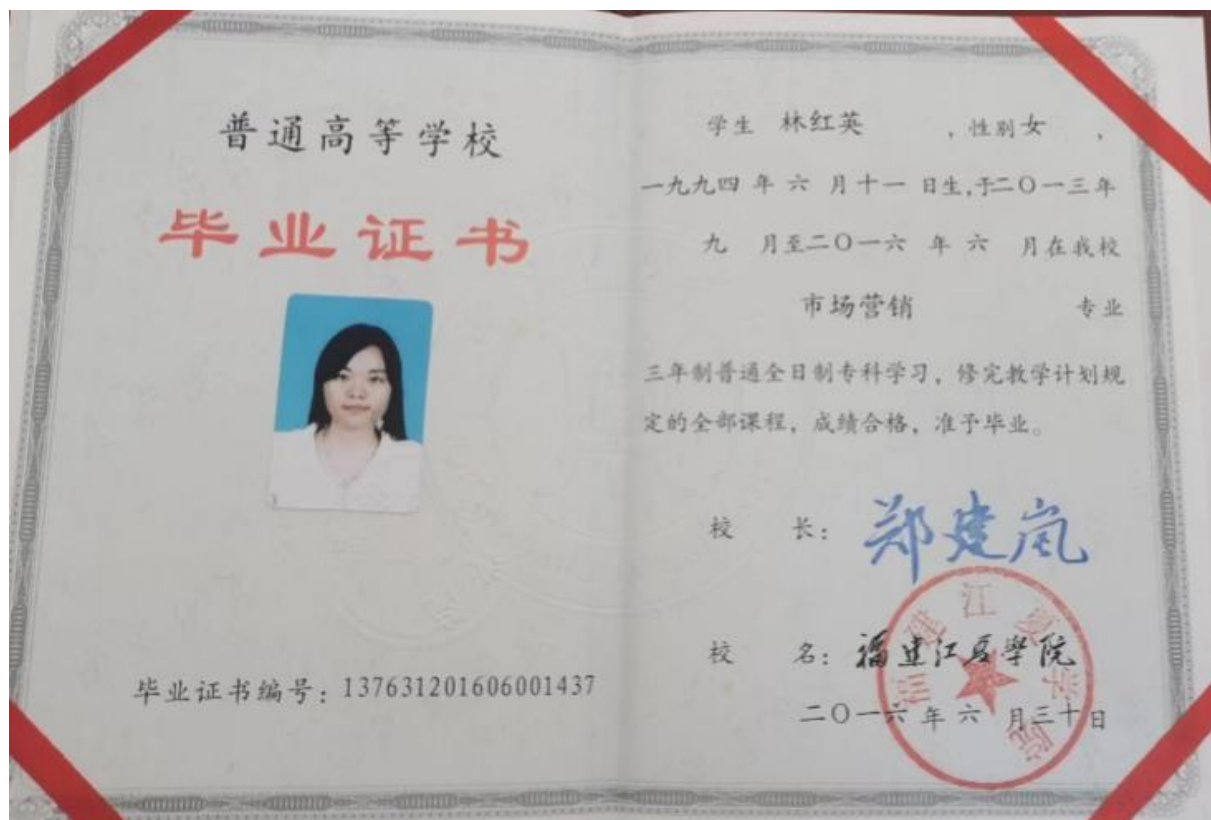 普通高等学校
毕业证书
毕业证书编号：137631201606001437
学生 林红英 ，性别女 ，
一九九四 年 六 月十一 日生,于二〇一三年
九 月至二〇一六 年 六 月在我校
市场营销 专业
三年制普通全日制专科学习，修完教学计划规
定的全部课程，成绩合格，准予毕业。
校 长：郑建岚
校 名：福建江夏學院
二〇一六 年 六 月三十日
福建江夏学院